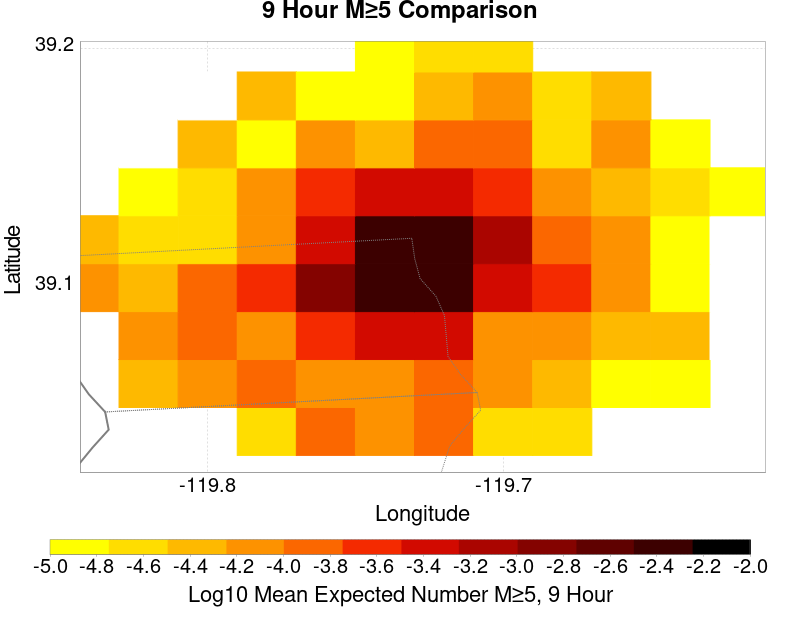 9 Hour M≥5 Comparison
39.2
39.1
Latitude
-119.8 -119.7
Longitude
-5.0 -4.8 -4.6 -4.4 -4.2 -4.0 -3.8 -3.6 -3.4 -3.2 -3.0 -2.8 -2.6 -2.4 -2.2 -2.0
Log10 Mean Expected Number M≥5, 9 Hour